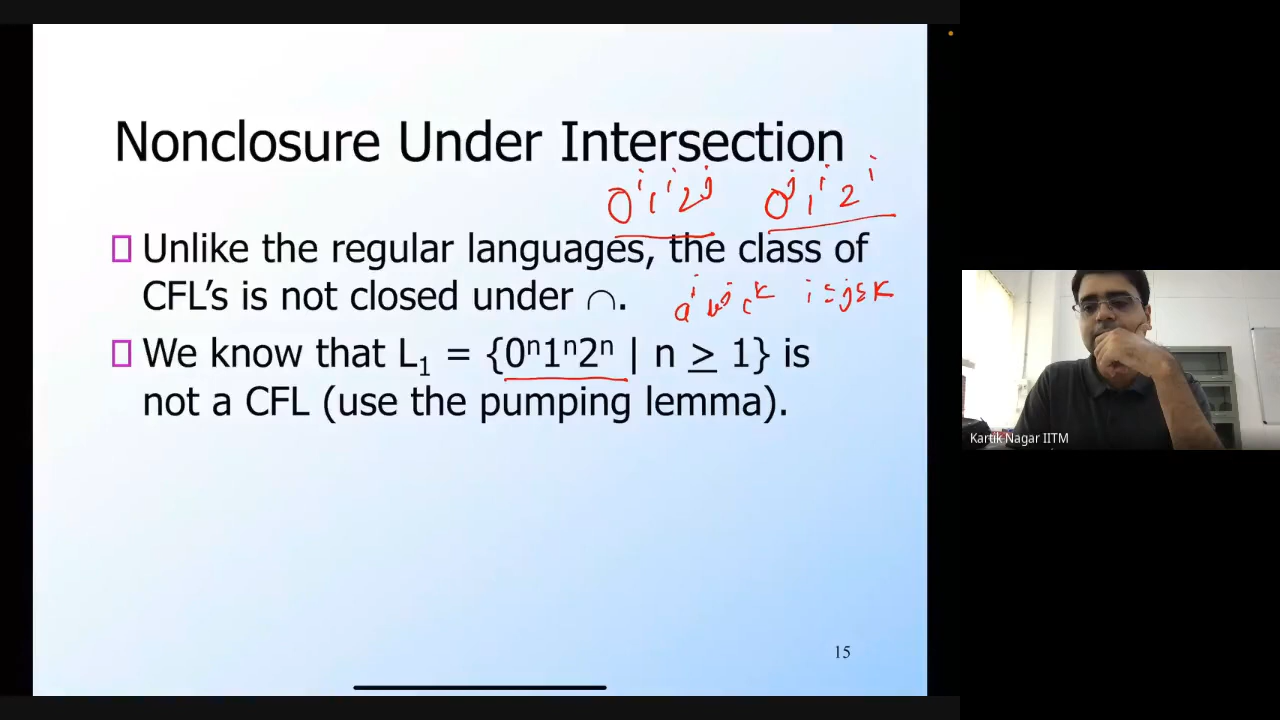 Nonclosure Under Intersection
0ⁱ1ⁱ2ʲ 0ʲ1ⁱ2ⁱ
Unlike the regular languages, the class of
CFL’s is not closed under ∩.
aⁱbʲcᵏ i≤j≤k
We know that L₁ = {0ⁿ1ⁿ2ⁿ | n ≥ 1} is
not a CFL (use the pumping lemma).
15
Kartik Nagar IITM